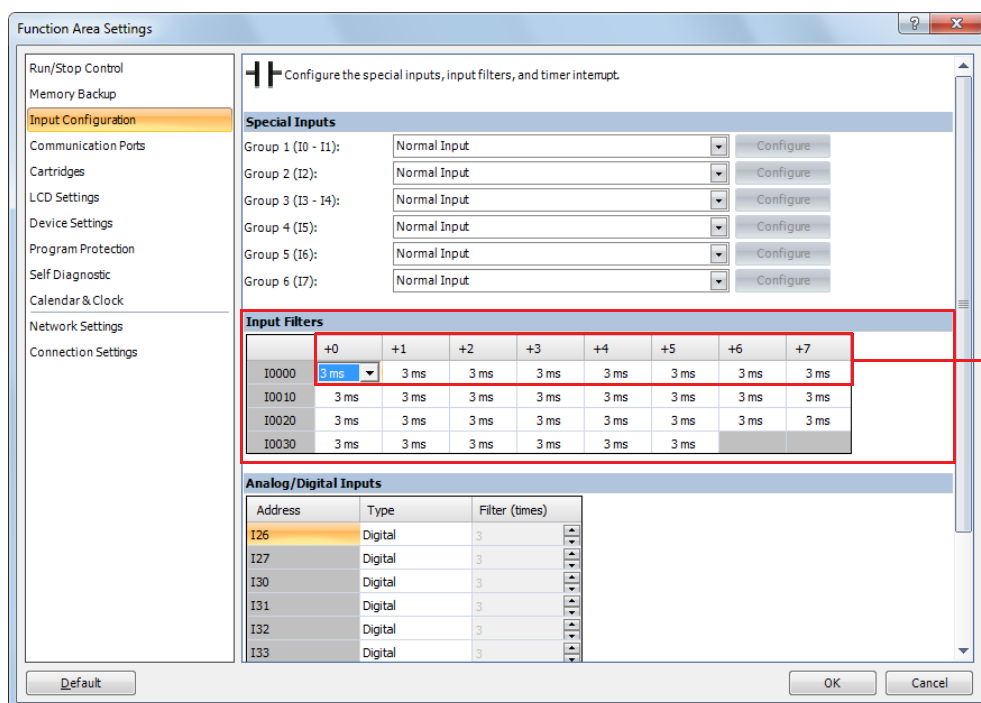 Function Area Settings
?
X
Run/Stop Control
Memory Backup
Input Configuration
Communication Ports
Cartridges
LCD Settings
Device Settings
Program Protection
Self Diagnostic
Calendar & Clock
Network Settings
Connection Settings
Configure the special inputs, input filters, and timer interrupt.
Special Inputs
Group 1 (I0 - I1): Normal Input Configure
Group 2 (I2): Normal Input Configure
Group 3 (I3 - I4): Normal Input Configure
Group 4 (I5): Normal Input Configure
Group 5 (I6): Normal Input Configure
Group 6 (I7): Normal Input Configure
Input Filters
+0 +1 +2 +3 +4 +5 +6 +7
I0000 3 ms 3 ms 3 ms 3 ms 3 ms 3 ms 3 ms 3 ms
I0010 3 ms 3 ms 3 ms 3 ms 3 ms 3 ms 3 ms 3 ms
I0020 3 ms 3 ms 3 ms 3 ms 3 ms 3 ms 3 ms 3 ms
I0030 3 ms 3 ms 3 ms 3 ms 3 ms 3 ms
Analog/Digital Inputs
Address Type Filter (times)
I26 Digital 3
I27 Digital 3
I30 Digital 3
I31 Digital 3
I32 Digital 3
I33 Digital 3
Default OK Cancel